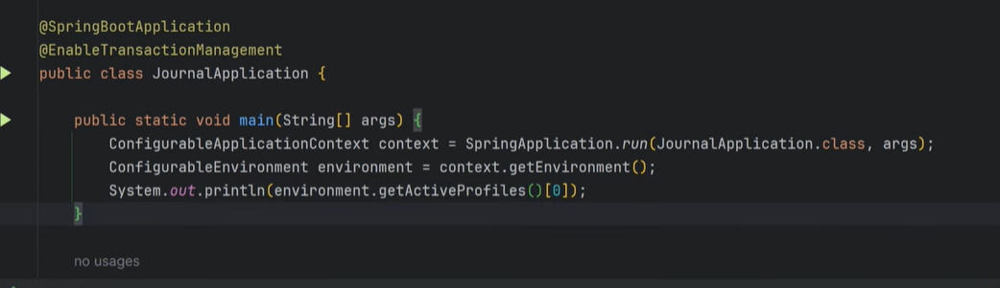 @SpringBootApplication
@EnableTransactionManagement
public class JournalApplication {
public static void main(String[] args) {
ConfigurableApplicationContext context = SpringApplication.run(JournalApplication.class, args);
ConfigurableEnvironment environment = context.getEnvironment();
System.out.println(environment.getActiveProfiles()[0]);
}
no usages